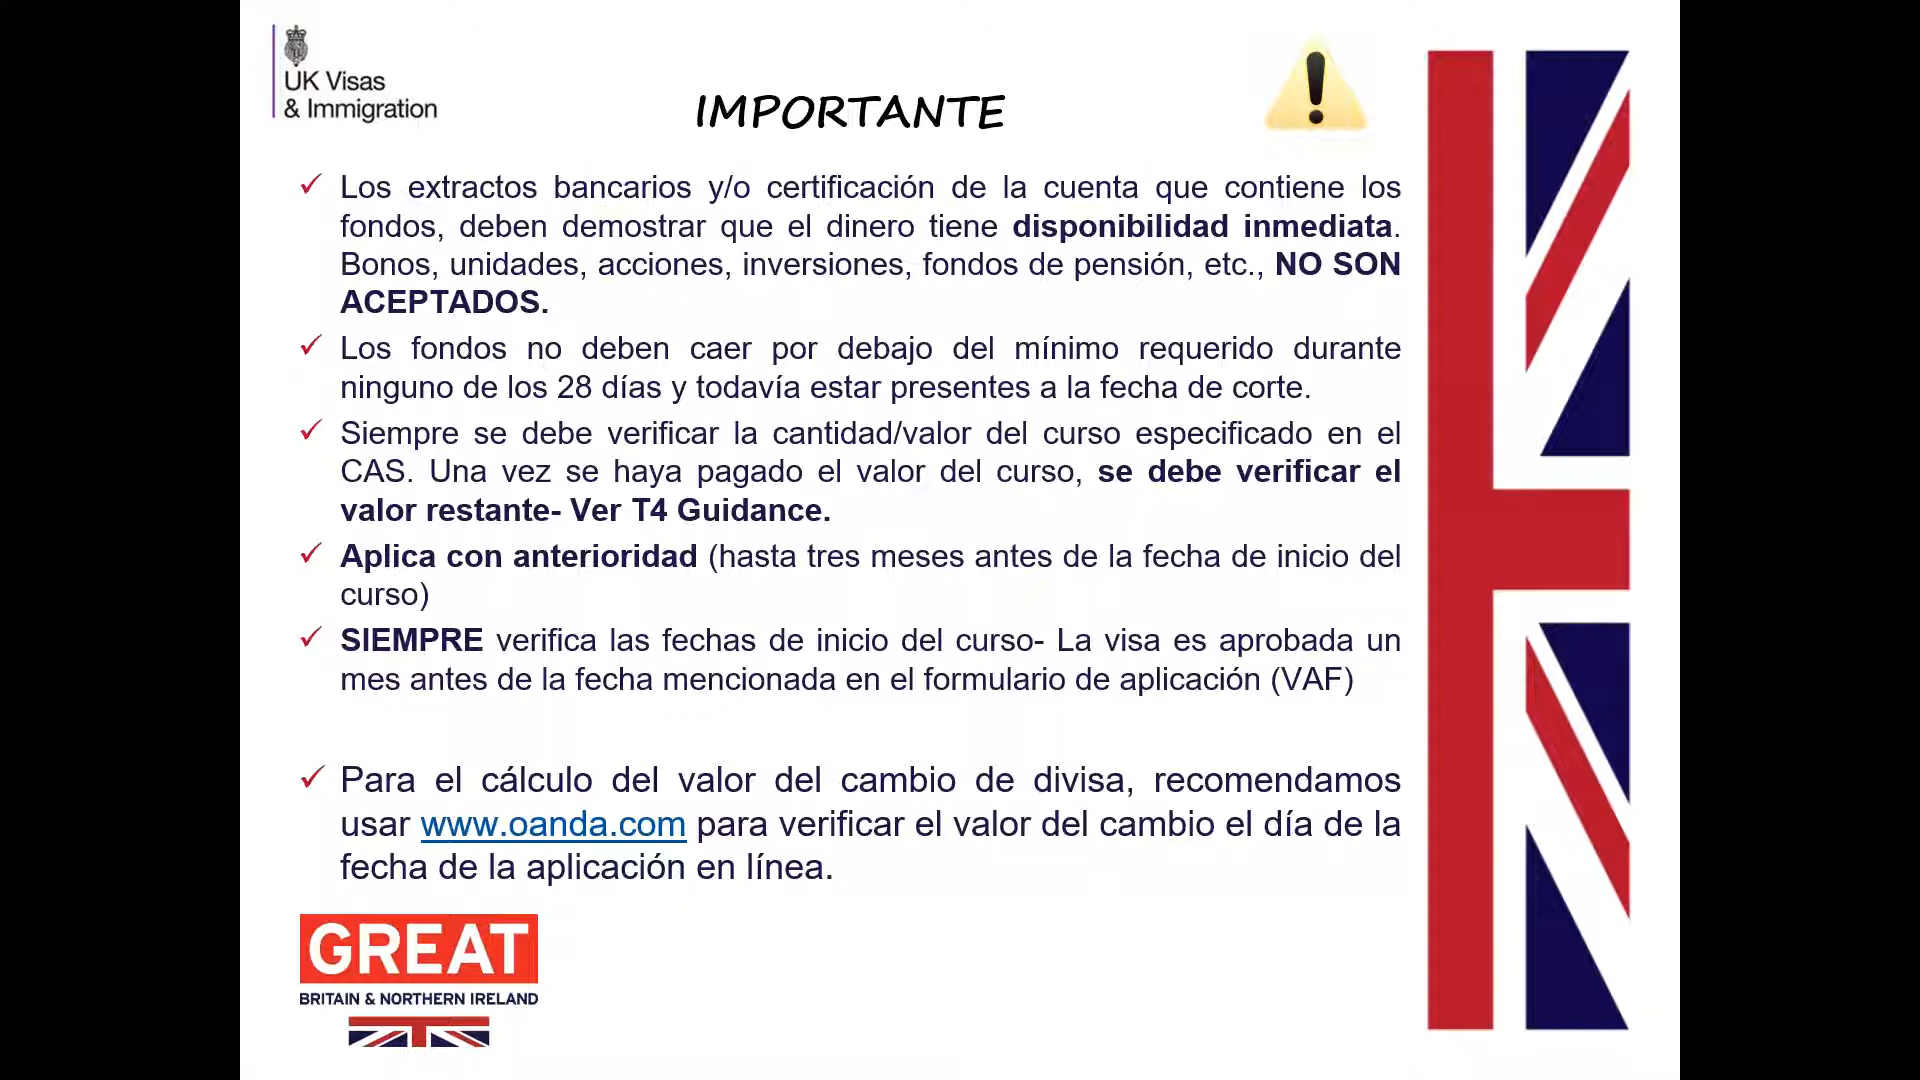 UK Visas
& Immigration
IMPORTANTE
✓ Los extractos bancarios y/o certificación de la cuenta que contiene los
fondos, deben demostrar que el dinero tiene disponibilidad inmediata.
Bonos, unidades, acciones, inversiones, fondos de pensión, etc., NO SON
ACEPTADOS.
✓ Los fondos no deben caer por debajo del mínimo requerido durante
ninguno de los 28 días y todavía estar presentes a la fecha de corte.
✓ Siempre se debe verificar la cantidad/valor del curso especificado en el
CAS. Una vez se haya pagado el valor del curso, se debe verificar el
valor restante- Ver T4 Guidance.
✓ Aplica con anterioridad (hasta tres meses antes de la fecha de inicio del
curso)
✓ SIEMPRE verifica las fechas de inicio del curso- La visa es aprobada un
mes antes de la fecha mencionada en el formulario de aplicación (VAF)
✓ Para el cálculo del valor del cambio de divisa, recomendamos
usar www.oanda.com para verificar el valor del cambio el día de la
fecha de la aplicación en línea.
GREAT
BRITAIN & NORTHERN IRELAND